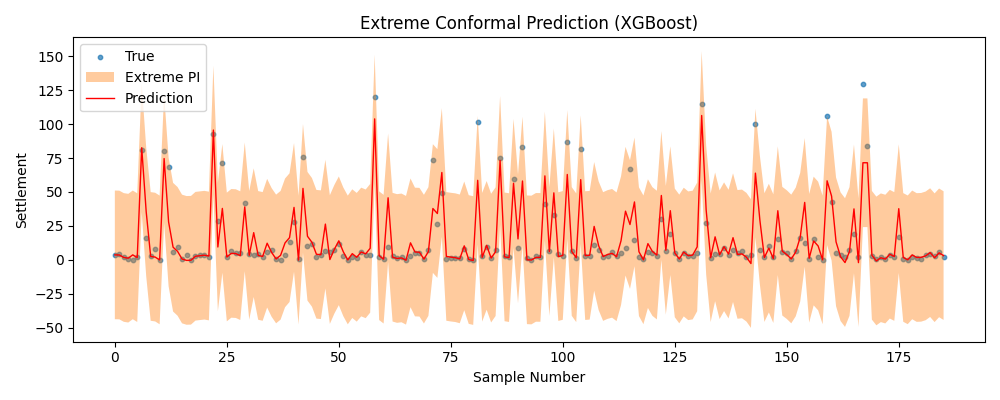 Extreme Conformal Prediction (XGBoost)
True
Extreme PI
Prediction
150
125
100
75
50
25
0
−25
−50
Settlement
0
25
50
75
100
125
150
175
Sample Number